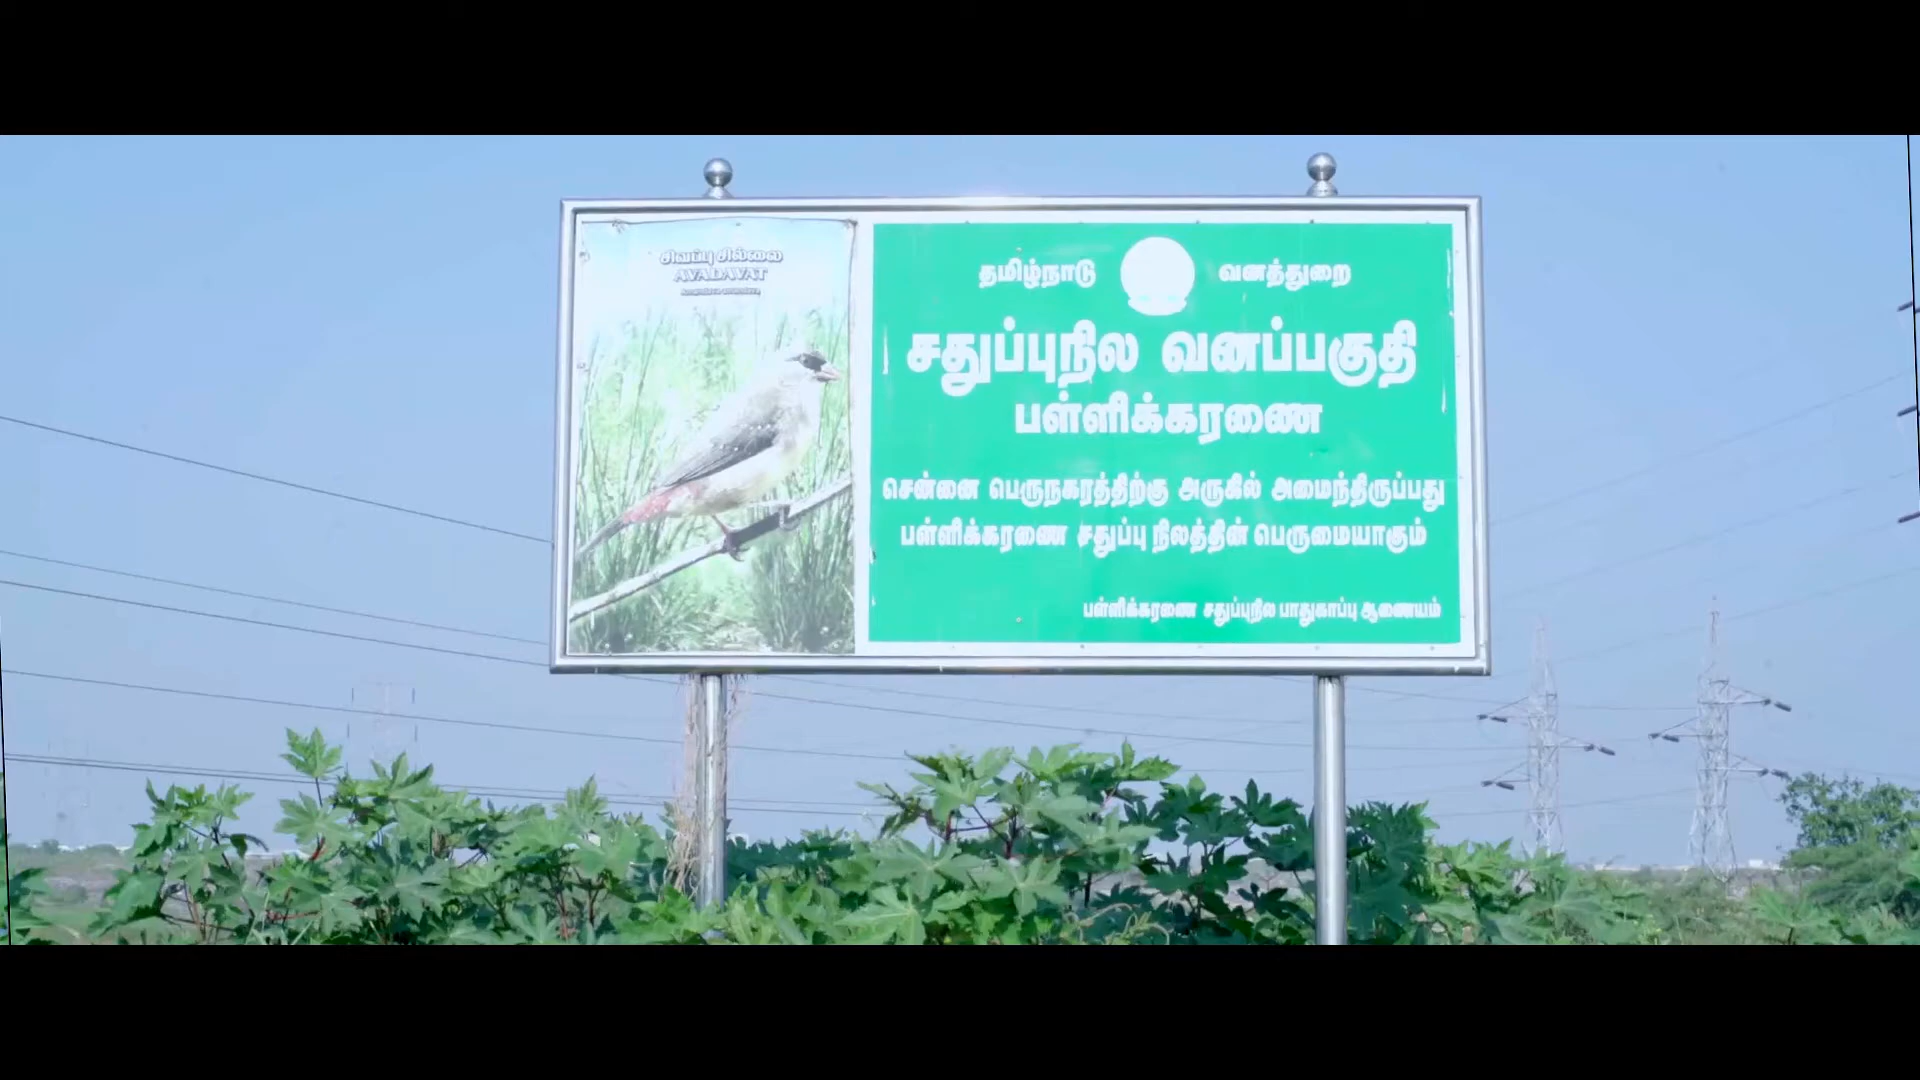 சிவப்பு சில்லை
AVADAVAT
தமிழ்நாடு வனத்துறை
சதுப்புநில வனப்பகுதி
பள்ளிக்கரணை
சென்னை பெருநகரத்திற்கு அருகில் அமைந்திருப்பது
பள்ளிக்கரணை சதுப்பு நிலத்தின் பெருமையாகும்
பள்ளிக்கரணை சதுப்புநில பாதுகாப்பு ஆணையம்